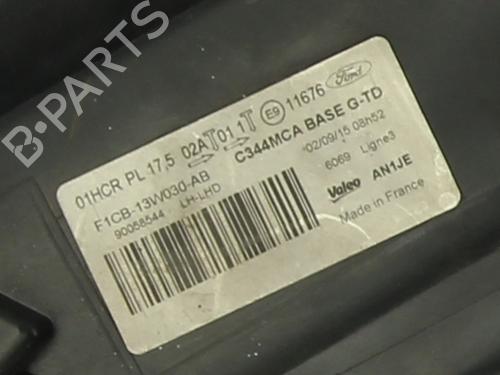 01HCR PL 17,5 02A T 01 1T E9 11676 Ford
F1CB-13W030-AB C344MCA BASE G-TD
90058544 LH-LHD '02/09/15 08h52
6069 Ligne3
Valeo AN1JE
Made in France
B-PARTS